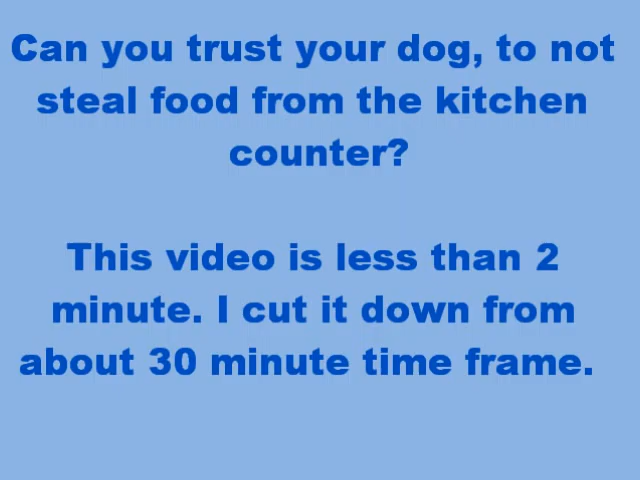 Can you trust your dog, to not
steal food from the kitchen
counter?
This video is less than 2
minute. I cut it down from
about 30 minute time frame.